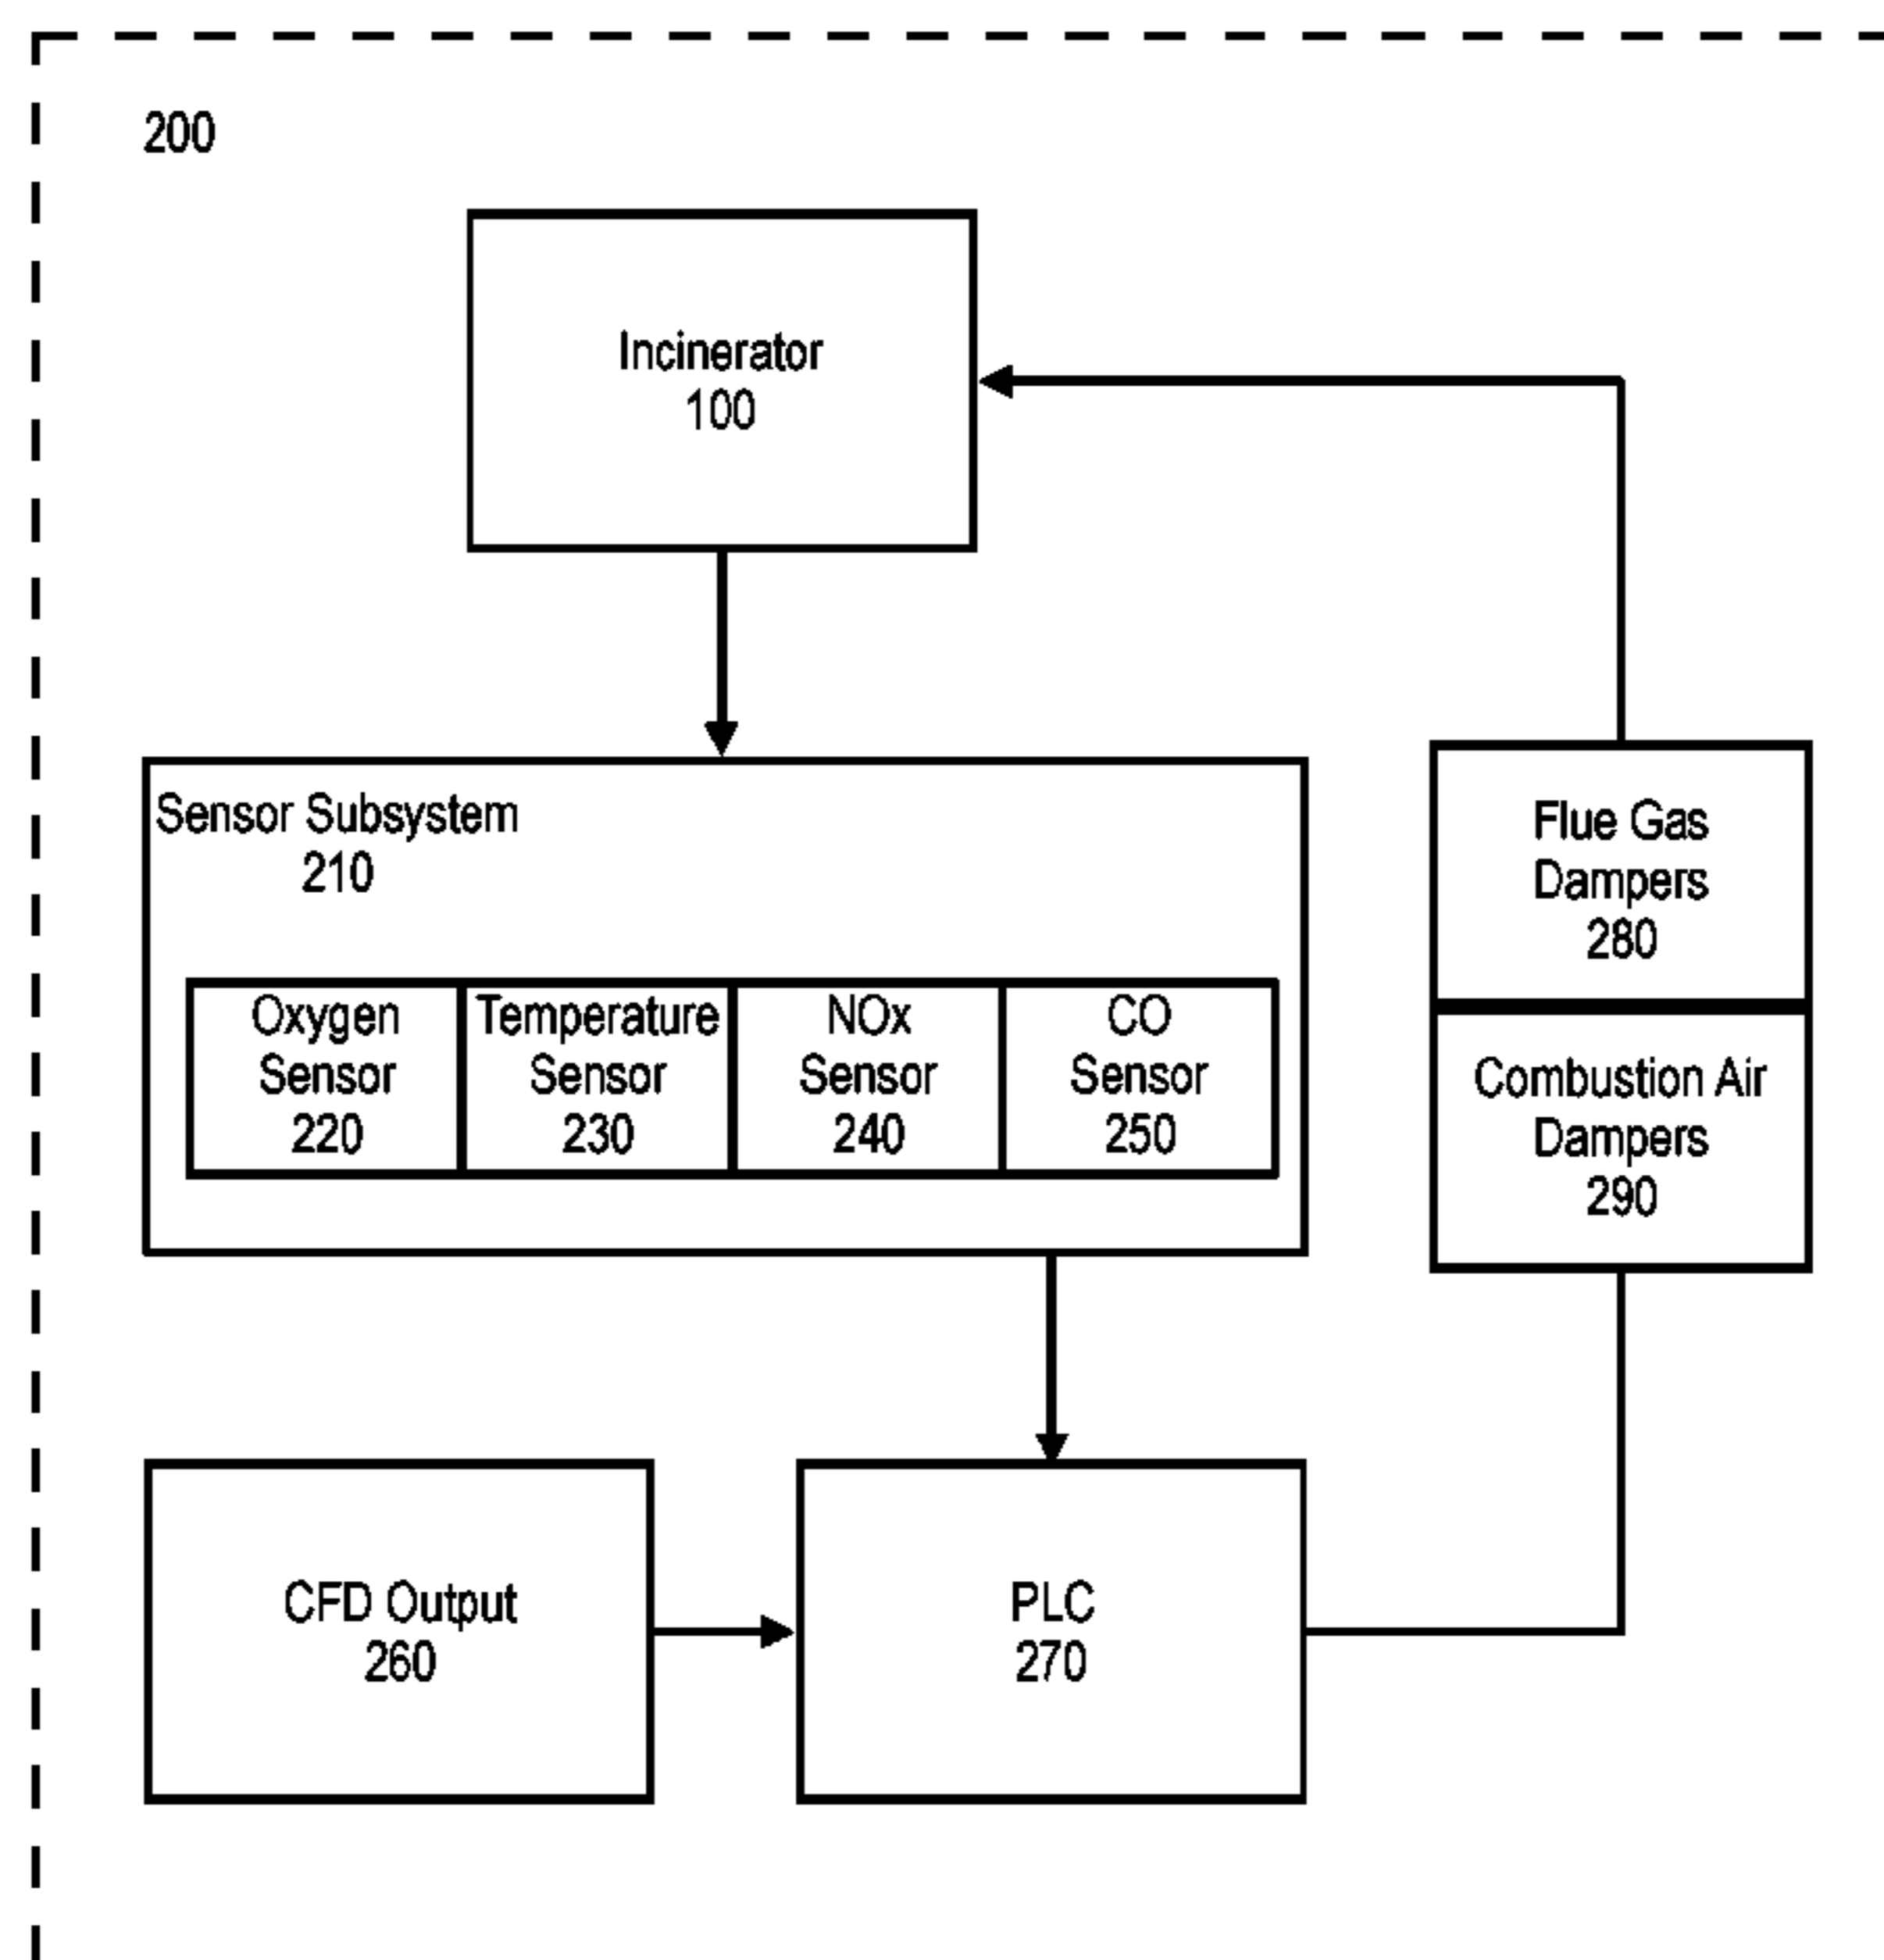 200
Incinerator
100
Sensor Subsystem
210
Oxygen
Sensor
220
Temperature
Sensor
230
NOx
Sensor
240
CO
Sensor
250
Flue Gas
Dampers
280
Combustion Air
Dampers
290
CFD Output
260
PLC
270